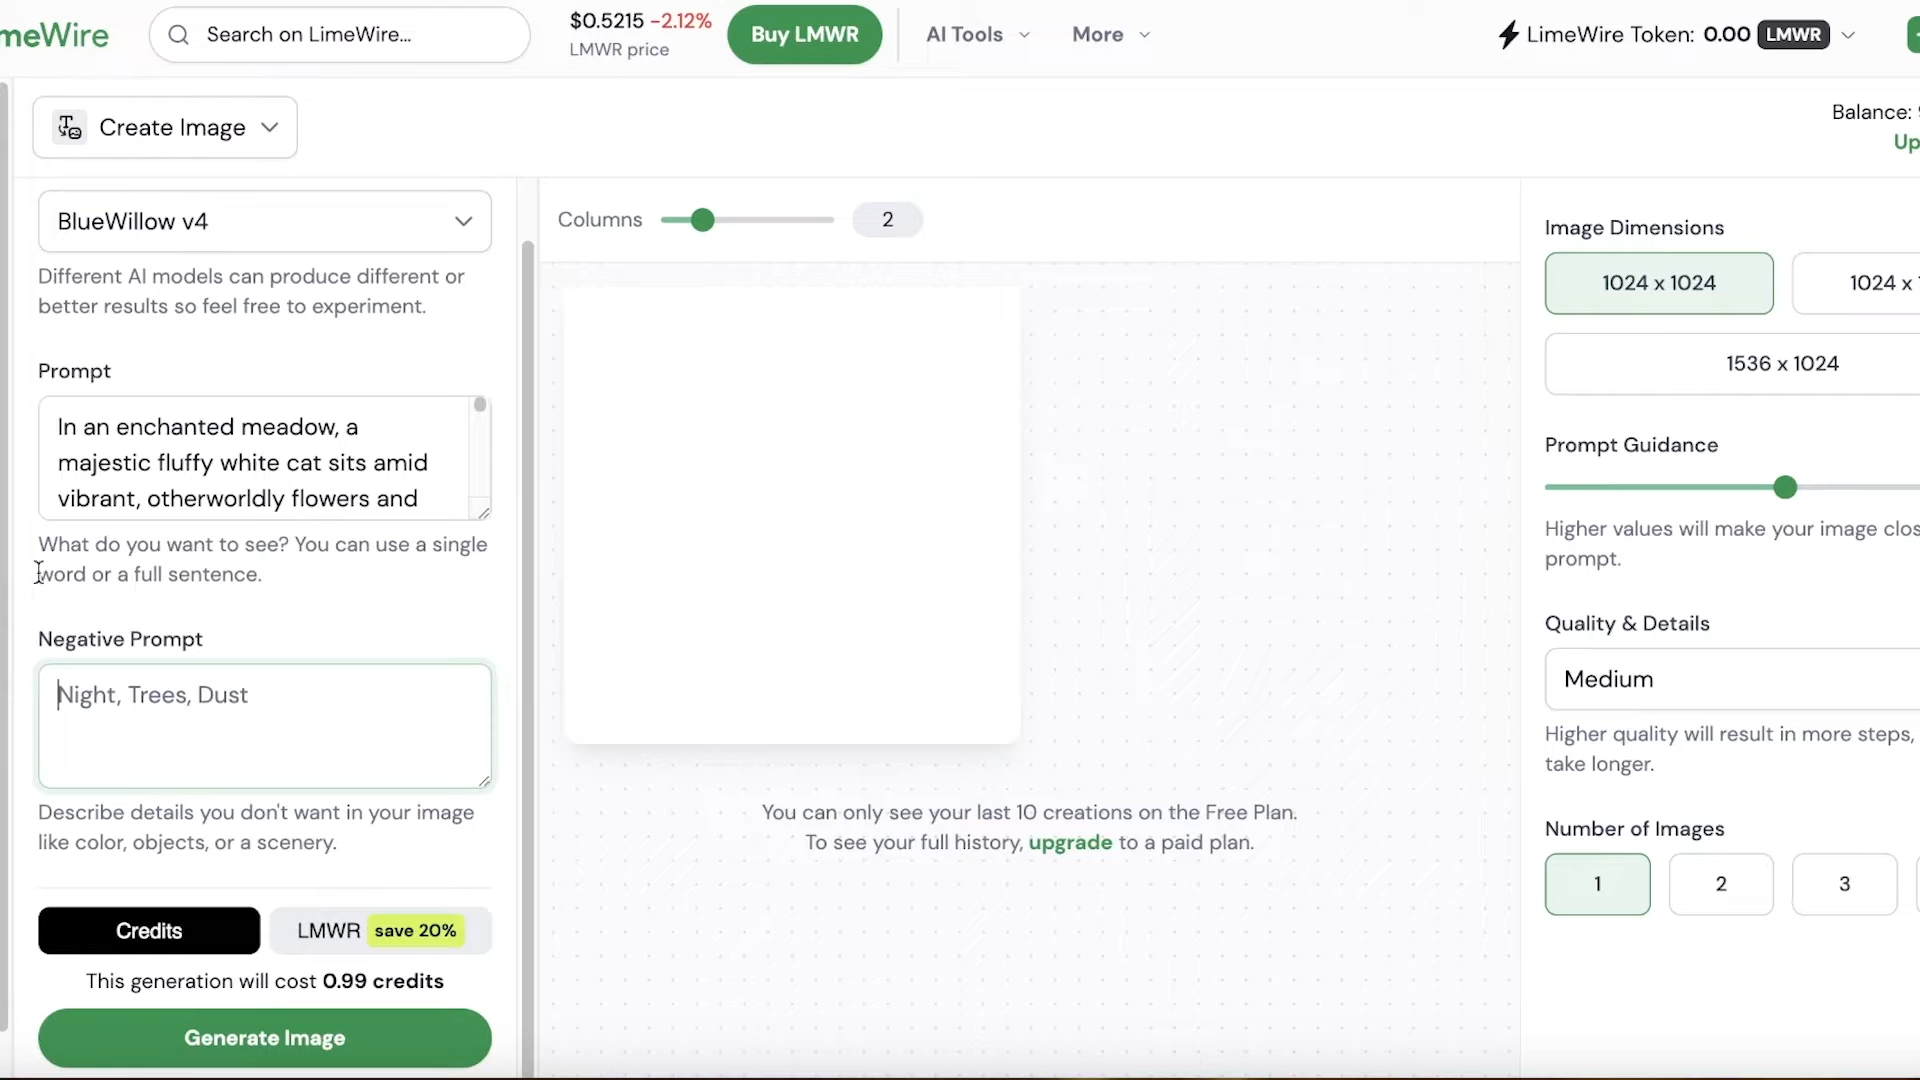 meWire
Search on LimeWire...
$0.5215 -2.12%
LMWR price
Buy LMWR
AI Tools
More
LimeWire Token: 0.00 LMWR
Create Image
Balance:
Up
BlueWillow v4
Different AI models can produce different or
better results so feel free to experiment.
Prompt
In an enchanted meadow, a
majestic fluffy white cat sits amid
vibrant, otherworldly flowers and
What do you want to see? You can use a single
word or a full sentence.
Negative Prompt
Night, Trees, Dust
Describe details you don't want in your image
like color, objects, or a scenery.
Credits
LMWR save 20%
This generation will cost 0.99 credits
Generate Image
Columns
2
You can only see your last 10 creations on the Free Plan.
To see your full history, upgrade to a paid plan.
Image Dimensions
1024 x 1024
1024 x
1536 x 1024
Prompt Guidance
Higher values will make your image clos
prompt.
Quality & Details
Medium
Higher quality will result in more steps,
take longer.
Number of Images
1
2
3